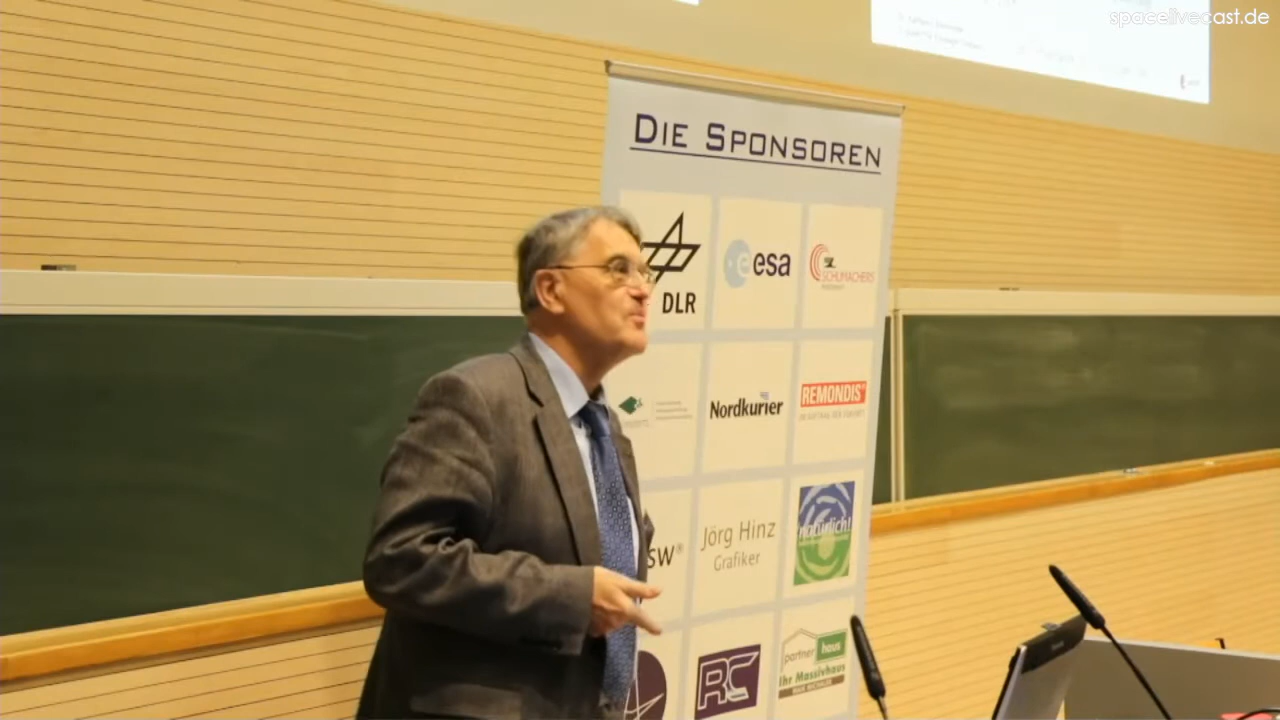 spacelivecast.de
DIE SPONSOREN
DLR
esa
SCHUMACHERS
Nordkurier
REMONDIS®
SW®
Jörg Hinz
Grafiker
natürlich!
RC
partner haus
Ihr Massivhaus